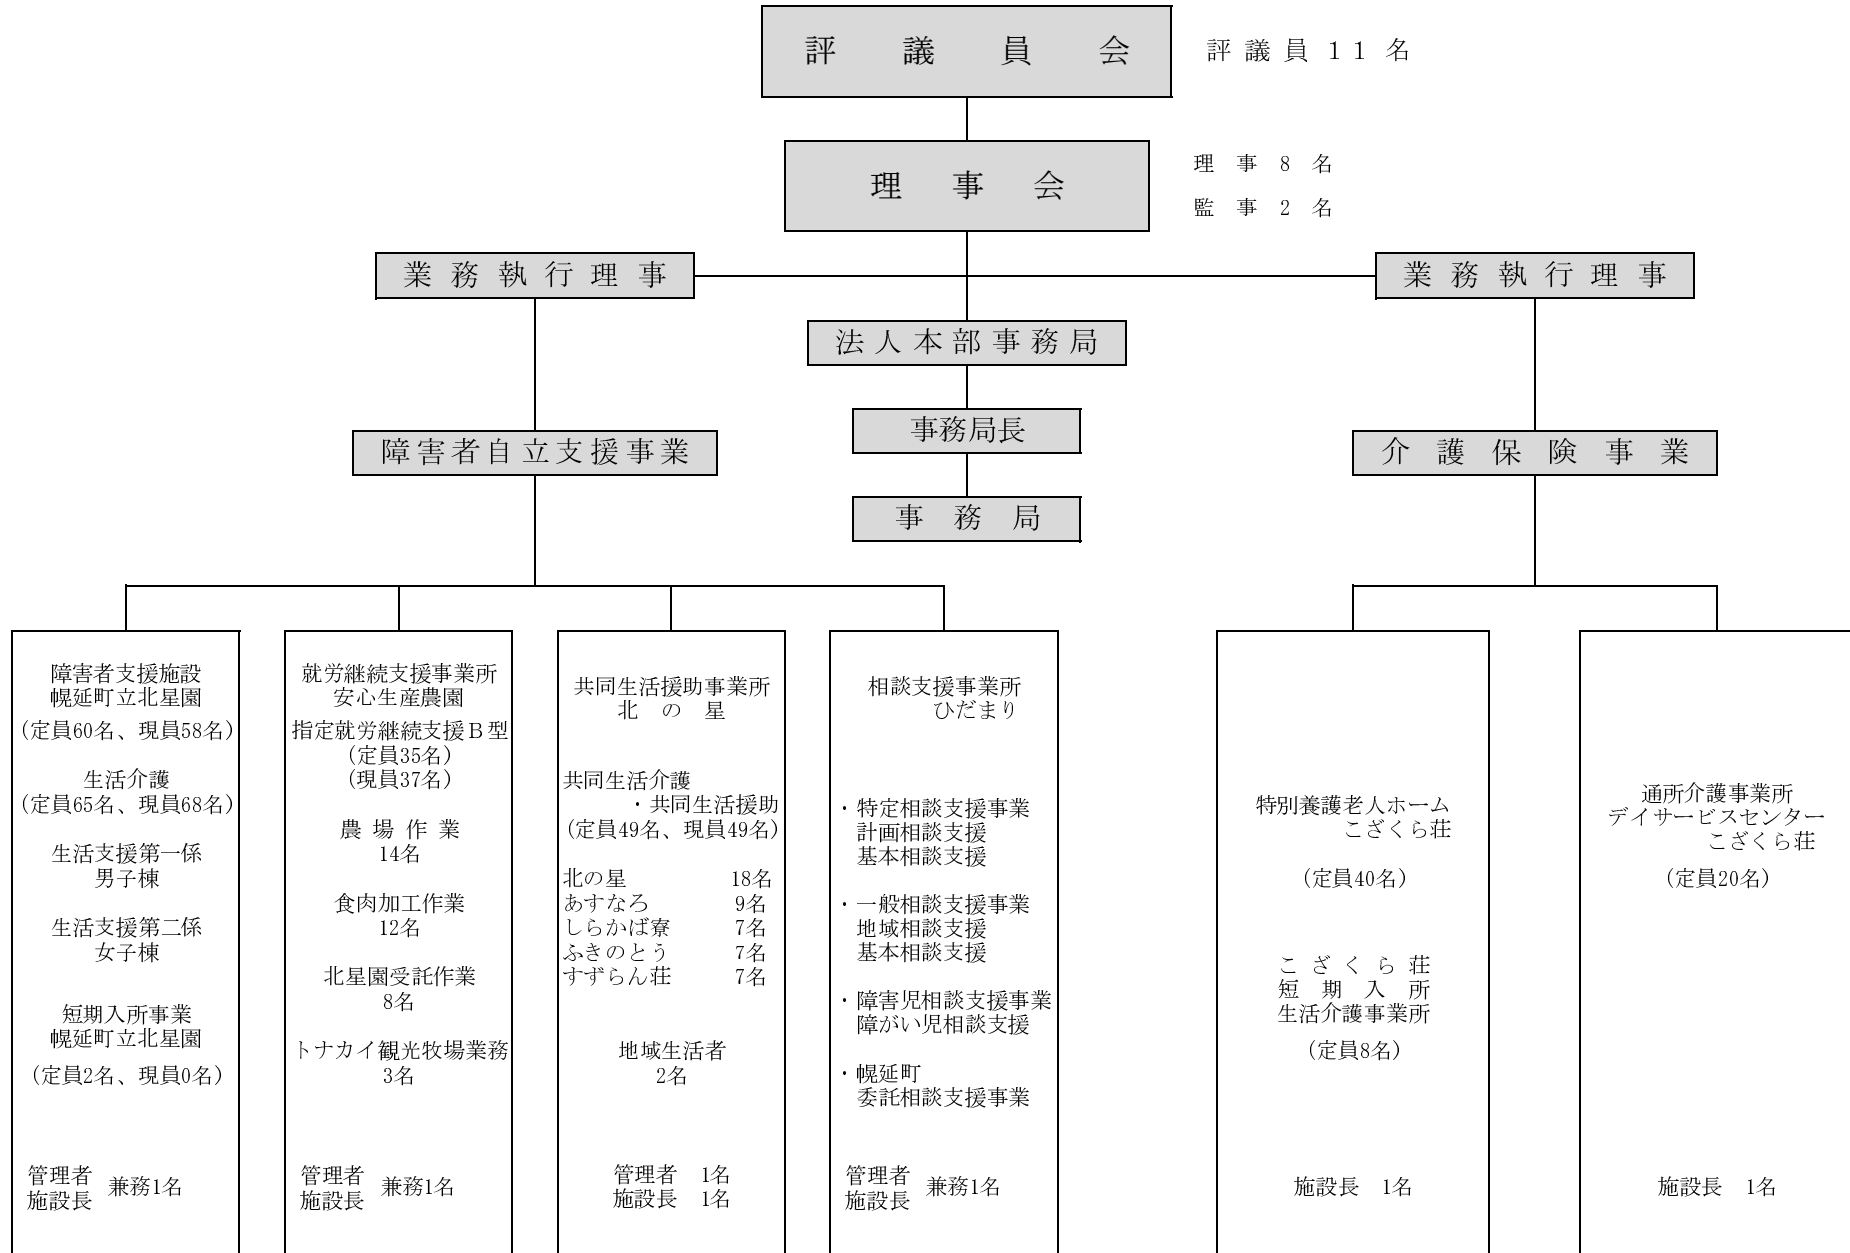 評議員会
評議員 11 名
理事会
理 事 8 名
監 事 2 名
業務執行理事
業務執行理事
法人本部事務局
事務局長
事務局
障害者自立支援事業
介護保険事業
障害者支援施設
幌延町立北星園
(定員60名、現員58名)
生活介護
(定員65名、現員68名)
生活支援第一係
男子棟
生活支援第二係
女子棟
短期入所事業
幌延町立北星園
(定員2名、現員0名)
管理者
施設長 兼務1名
就労継続支援事業所
安心生産農園
指定就労継続支援Ｂ型
(定員35名)
(現員37名)
農場作業
14名
食肉加工作業
12名
北星園受託作業
8名
トナカイ観光牧場業務
3名
管理者
施設長 兼務1名
共同生活援助事業所
北の星
共同生活介護
・共同生活援助
(定員49名、現員49名)
北の星 18名
あすなろ 9名
しらかば寮 7名
ふきのとう 7名
すずらん荘 7名
地域生活者
2名
管理者 1名
施設長 1名
相談支援事業所
ひだまり
・特定相談支援事業
計画相談支援
基本相談支援
・一般相談支援事業
地域相談支援
基本相談支援
・障害児相談支援事業
障がい児相談支援
・幌延町
委託相談支援事業
管理者
施設長 兼務1名
特別養護老人ホーム
こざくら荘
(定員40名)
こざくら荘
短期入所
生活介護事業所
(定員8名)
施設長 1名
通所介護事業所
デイサービスセンター
こざくら荘
(定員20名)
施設長 1名